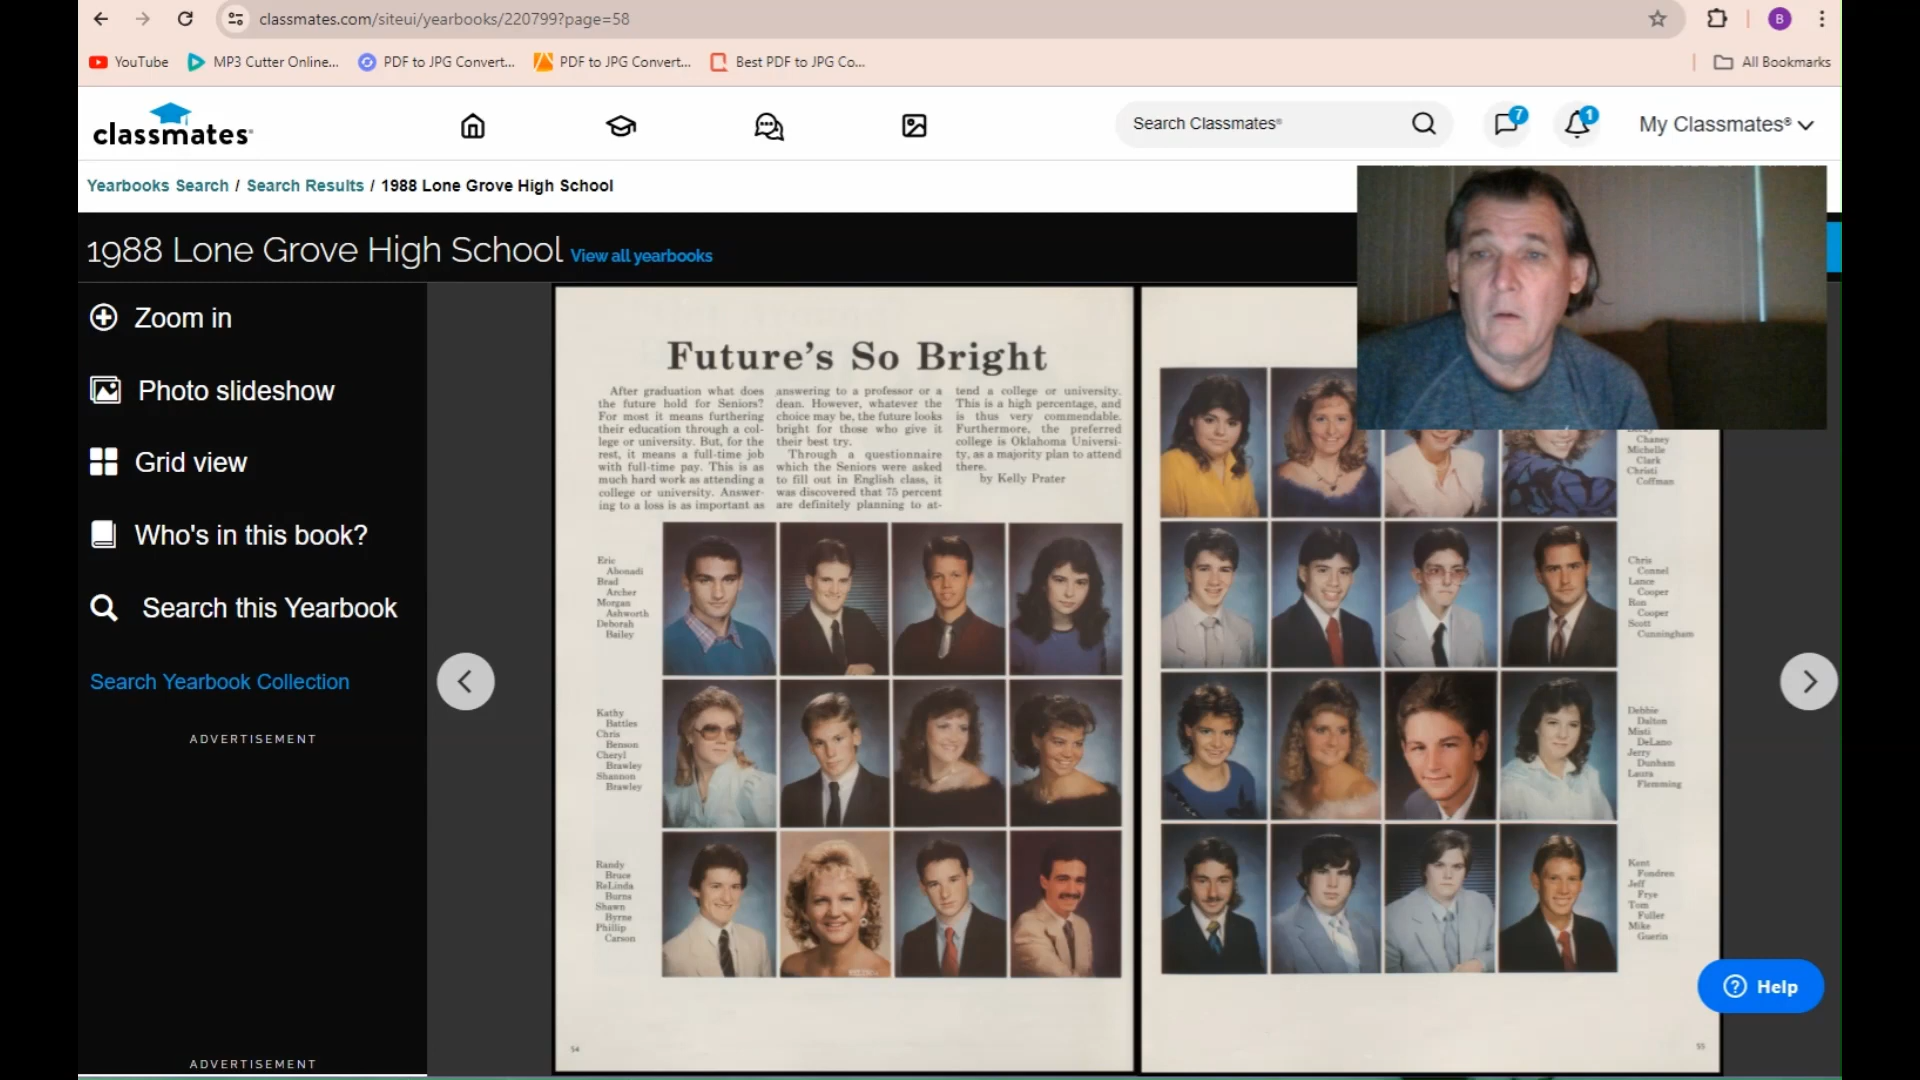 classmates.com/siteui/yearbooks/220799?page=58
B
YouTube
MP3 Cutter Online...
PDF to JPG Convert...
PDF to JPG Convert...
Best PDF to JPG Co...
All Bookmarks
classmates
Search Classmates®
7
1
My Classmates®
Yearbooks Search / Search Results / 1988 Lone Grove High School
1988 Lone Grove High School View all yearbooks
Zoom in
Photo slideshow
Grid view
Who's in this book?
Search this Yearbook
Search Yearbook Collection
ADVERTISEMENT
ADVERTISEMENT
Future's So Bright
After graduation what does
the future hold for Seniors?
For most it means furthering
their education through a col-
lege or university. But, for the
rest, it means a full-time job
with full-time pay. This is as
much hard work as attending a
college or university. Answer-
ing to a loss is as important as
answering to a professor or a
dean. However, whatever the
choice may be, the future looks
bright for those who give it
their best try.
Through a questionnaire
which the Seniors were asked
to fill out in English class, it
was discovered that 75 percent
are definitely planning to at-
tend a college or university.
This is a high percentage, and
is thus very commendable.
Furthermore, the preferred
college is Oklahoma Universi-
ty, as a majority plan to attend
there.
by Kelly Prater
Eric
Abonadi
Brad
Archer
Morgan
Ashworth
Deborah
Bailey
Kathy
Battles
Chris
Benson
Cheryl
Brawley
Shannon
Brawley
Randy
Bruce
ReLinda
Burns
Shawn
Byrne
Phillip
Carson
54
Chaney
Michelle
Clark
Christi
Coffman
Chris
Connel
Lance
Cooper
Ron
Cooper
Scott
Cunningham
Debbie
Dalton
Misti
DeLano
Jerry
Dunham
Laura
Flemming
Kent
Fondren
Jeff
Frye
Tom
Fuller
Mike
Guerin
55
Help